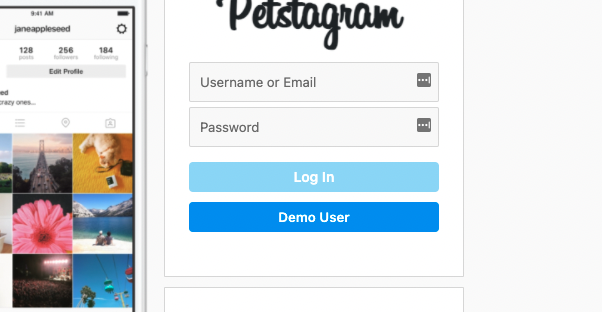 9:41 AM
janeappleseed
128
256
184
posts
followers
following
Edit Profile
crazy ones...
Petstagram
Username or Email
Password
Log In
Demo User